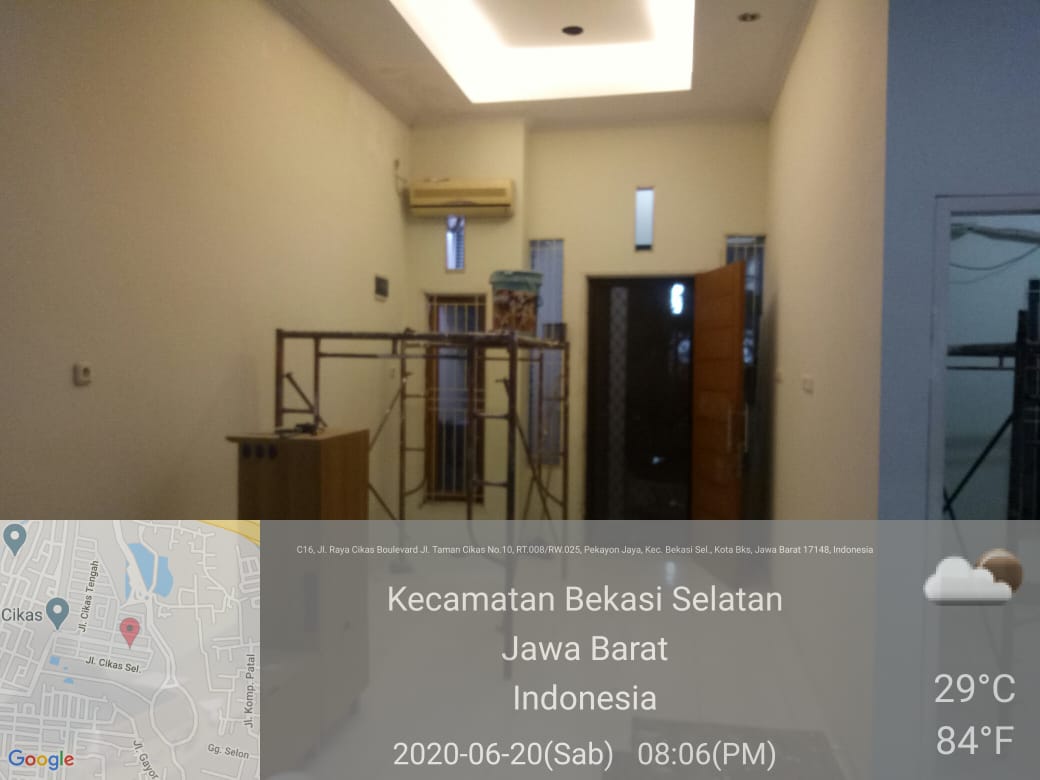 C16, Jl. Raya Cikas Boulevard Jl. Taman Cikas No.10, RT.008/RW.025, Pekayon Jaya, Kec. Bekasi Sel., Kota Bks, Jawa Barat 17148, Indonesia
Kecamatan Bekasi Selatan
Jawa Barat
Indonesia
2020-06-20(Sab) 08:06(PM)
29°C
84°F
Jl. Cikas Tengah
Cikas
Jl. Cikas Sel.
Jl. Komp. Patal
Jl. Gayor
Gg. Selon
Google